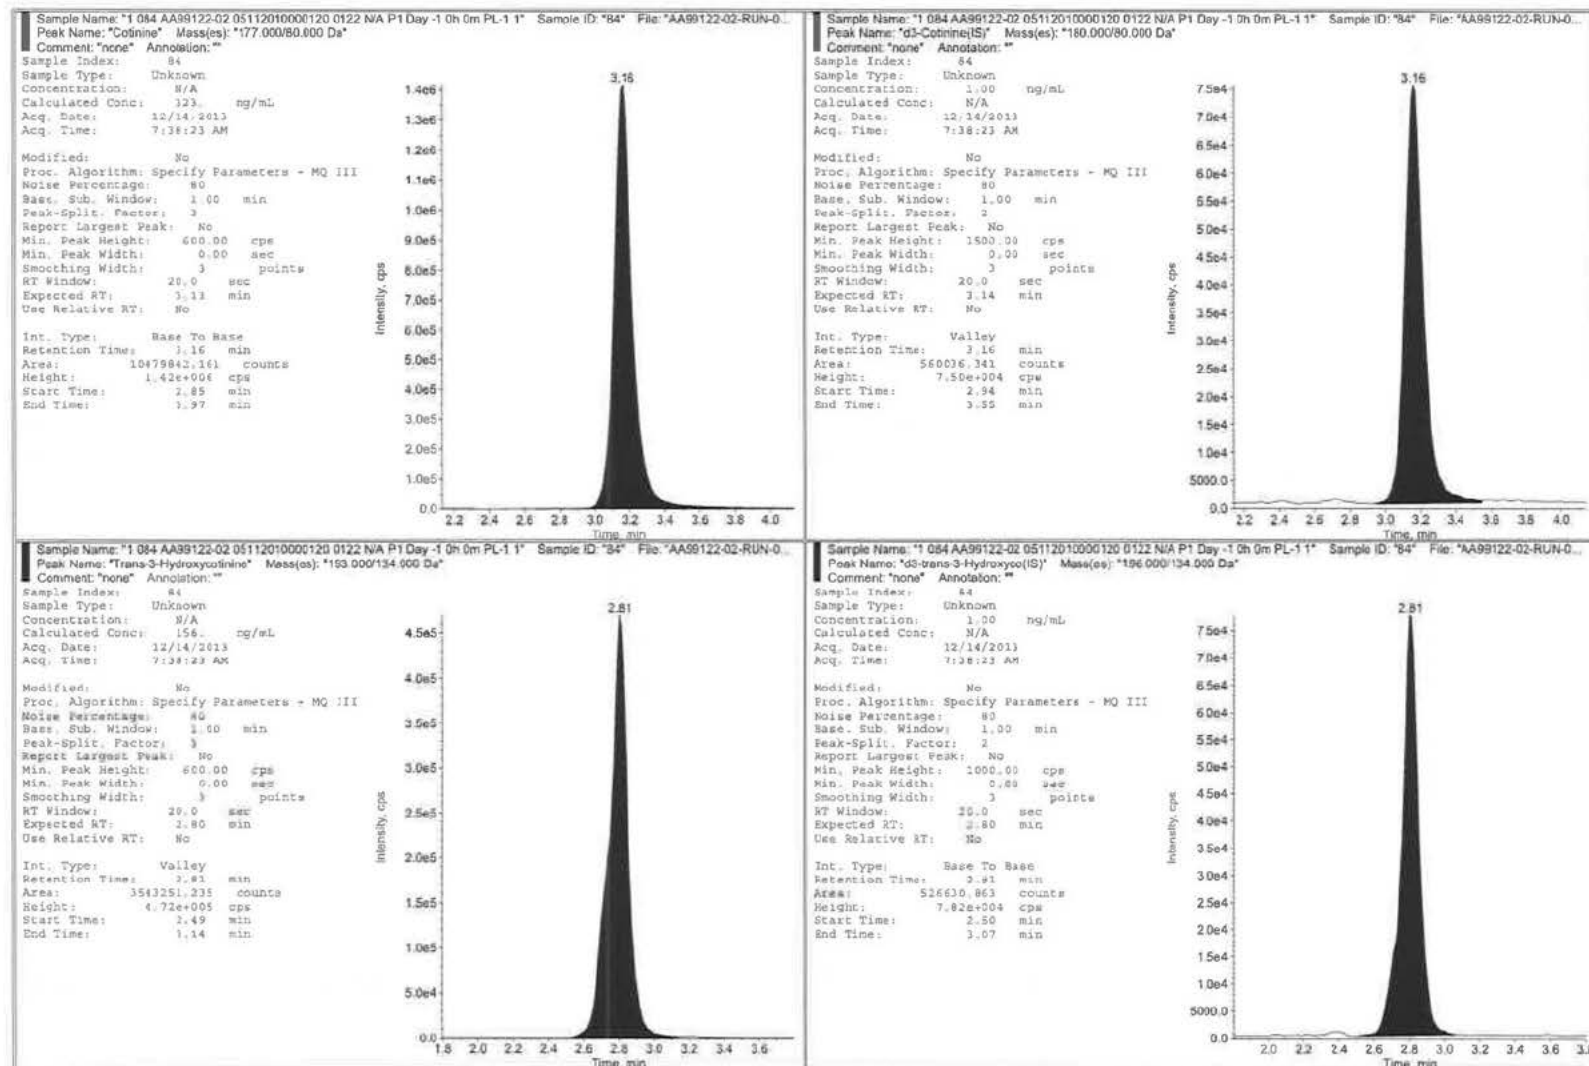 Sample Name: "1 084 AA99122-02 05112010000120 0122 N/A P1 Day -1 0h 0m PL-1 1" Sample ID: "84" File: "AA99122-02-RUN-0...
Peak Name: "Cotinine" Mass(es): "177.000/80.000 Da"
Comment: "none" Annotation: ""
Sample Index: 84
Sample Type: Unknown
Concentration: N/A
Calculated Conc: 323. ng/mL
Acq. Date: 12/14/2013
Acq. Time: 7:38:23 AM
Modified: No
Proc. Algorithm: Specify Parameters - MQ III
Noise Percentage: 80
Base. Sub. Window: 1.00 min
Peak-Split. Factor: 3
Report Largest Peak: No
Min. Peak Height: 600.00 cps
Min. Peak Width: 0.00 sec
Smoothing Width: 3 points
RT Window: 20.0 sec
Expected RT: 3.13 min
Use Relative RT: No
Int. Type: Base To Base
Retention Time: 3.16 min
Area: 10479842.161 counts
Height: 1.42e+006 cps
Start Time: 2.85 min
End Time: 3.97 min
3.16
1.4e6
1.3e6
1.2e6
1.1e6
1.0e6
9.0e5
8.0e5
7.0e5
6.0e5
5.0e5
4.0e5
3.0e5
2.0e5
1.0e5
0.0
Intensity, cps
2.2 2.4 2.6 2.8 3.0 3.2 3.4 3.6 3.8 4.0
Time, min
Sample Name: "1 084 AA99122-02 05112010000120 0122 N/A P1 Day -1 0h 0m PL-1 1" Sample ID: "84" File: "AA99122-02-RUN-0...
Peak Name: "d3-Cotinine(IS)" Mass(es): "180.000/80.000 Da"
Comment: "none" Annotation: ""
Sample Index: 84
Sample Type: Unknown
Concentration: 1.00 ng/mL
Calculated Conc: N/A
Acq. Date: 12/14/2013
Acq. Time: 7:38:23 AM
Modified: No
Proc. Algorithm: Specify Parameters - MQ III
Noise Percentage: 80
Base. Sub. Window: 1.00 min
Peak-Split. Factor: 2
Report Largest Peak: No
Min. Peak Height: 1500.00 cps
Min. Peak Width: 0.00 sec
Smoothing Width: 3 points
RT Window: 20.0 sec
Expected RT: 3.14 min
Use Relative RT: No
Int. Type: Valley
Retention Time: 3.16 min
Area: 560036.341 counts
Height: 7.50e+004 cps
Start Time: 2.94 min
End Time: 3.55 min
3.16
7.5e4
7.0e4
6.5e4
6.0e4
5.5e4
5.0e4
4.5e4
4.0e4
3.5e4
3.0e4
2.5e4
2.0e4
1.5e4
1.0e4
5000.0
0.0
Intensity, cps
2.2 2.4 2.6 2.8 3.0 3.2 3.4 3.6 3.8 4.0
Time, min
Sample Name: "1 084 AA99122-02 05112010000120 0122 N/A P1 Day -1 0h 0m PL-1 1" Sample ID: "84" File: "AA99122-02-RUN-0...
Peak Name: "Trans-3-Hydroxycotinine" Mass(es): "193.000/134.000 Da"
Comment: "none" Annotation: ""
Sample Index: 84
Sample Type: Unknown
Concentration: N/A
Calculated Conc: 156. ng/mL
Acq. Date: 12/14/2013
Acq. Time: 7:38:23 AM
Modified: No
Proc. Algorithm: Specify Parameters - MQ III
Noise Percentage: 80
Base. Sub. Window: 1.00 min
Peak-Split. Factor: 3
Report Largest Peak: No
Min. Peak Height: 600.00 cps
Min. Peak Width: 0.00 sec
Smoothing Width: 3 points
RT Window: 20.0 sec
Expected RT: 2.80 min
Use Relative RT: No
Int. Type: Valley
Retention Time: 2.81 min
Area: 3543251.235 counts
Height: 4.72e+005 cps
Start Time: 2.49 min
End Time: 3.14 min
2.81
4.5e5
4.0e5
3.5e5
3.0e5
2.5e5
2.0e5
1.5e5
1.0e5
5.0e4
0.0
Intensity, cps
1.8 2.0 2.2 2.4 2.6 2.8 3.0 3.2 3.4 3.6
Time, min
Sample Name: "1 084 AA99122-02 05112010000120 0122 N/A P1 Day -1 0h 0m PL-1 1" Sample ID: "84" File: "AA99122-02-RUN-0...
Peak Name: "d3-trans-3-Hydroxyco(IS)" Mass(es): "196.000/134.000 Da"
Comment: "none" Annotation: ""
Sample Index: 84
Sample Type: Unknown
Concentration: 1.00 ng/mL
Calculated Conc: N/A
Acq. Date: 12/14/2013
Acq. Time: 7:38:23 AM
Modified: No
Proc. Algorithm: Specify Parameters - MQ III
Noise Percentage: 80
Base. Sub. Window: 1.00 min
Peak-Split. Factor: 2
Report Largest Peak: No
Min. Peak Height: 1000.00 cps
Min. Peak Width: 0.00 sec
Smoothing Width: 3 points
RT Window: 20.0 sec
Expected RT: 2.80 min
Use Relative RT: No
Int. Type: Base To Base
Retention Time: 2.81 min
Area: 526630.863 counts
Height: 7.82e+004 cps
Start Time: 2.50 min
End Time: 3.07 min
2.81
7.5e4
7.0e4
6.5e4
6.0e4
5.5e4
5.0e4
4.5e4
4.0e4
3.5e4
3.0e4
2.5e4
2.0e4
1.5e4
1.0e4
5000.0
0.0
Intensity, cps
2.0 2.2 2.4 2.6 2.8 3.0 3.2 3.4 3.6
Time, min